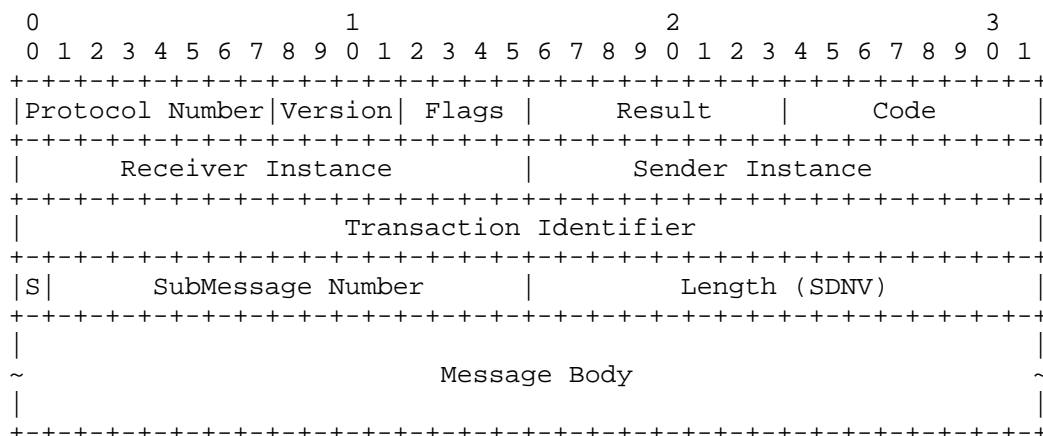 0                   1                   2                   3
 0 1 2 3 4 5 6 7 8 9 0 1 2 3 4 5 6 7 8 9 0 1 2 3 4 5 6 7 8 9 0 1
+-+-+-+-+-+-+-+-+-+-+-+-+-+-+-+-+-+-+-+-+-+-+-+-+-+-+-+-+-+-+-+-+
|Protocol Number|Version| Flags |     Result    |     Code      |
+-+-+-+-+-+-+-+-+-+-+-+-+-+-+-+-+-+-+-+-+-+-+-+-+-+-+-+-+-+-+-+-+
|      Receiver Instance        |      Sender Instance          |
+-+-+-+-+-+-+-+-+-+-+-+-+-+-+-+-+-+-+-+-+-+-+-+-+-+-+-+-+-+-+-+-+
|                    Transaction Identifier                     |
+-+-+-+-+-+-+-+-+-+-+-+-+-+-+-+-+-+-+-+-+-+-+-+-+-+-+-+-+-+-+-+-+
|S|      SubMessage Number      |         Length (SDNV)         |
+-+-+-+-+-+-+-+-+-+-+-+-+-+-+-+-+-+-+-+-+-+-+-+-+-+-+-+-+-+-+-+-+
|                                                               |
~                          Message Body                         ~
|                                                               |
+-+-+-+-+-+-+-+-+-+-+-+-+-+-+-+-+-+-+-+-+-+-+-+-+-+-+-+-+-+-+-+-+